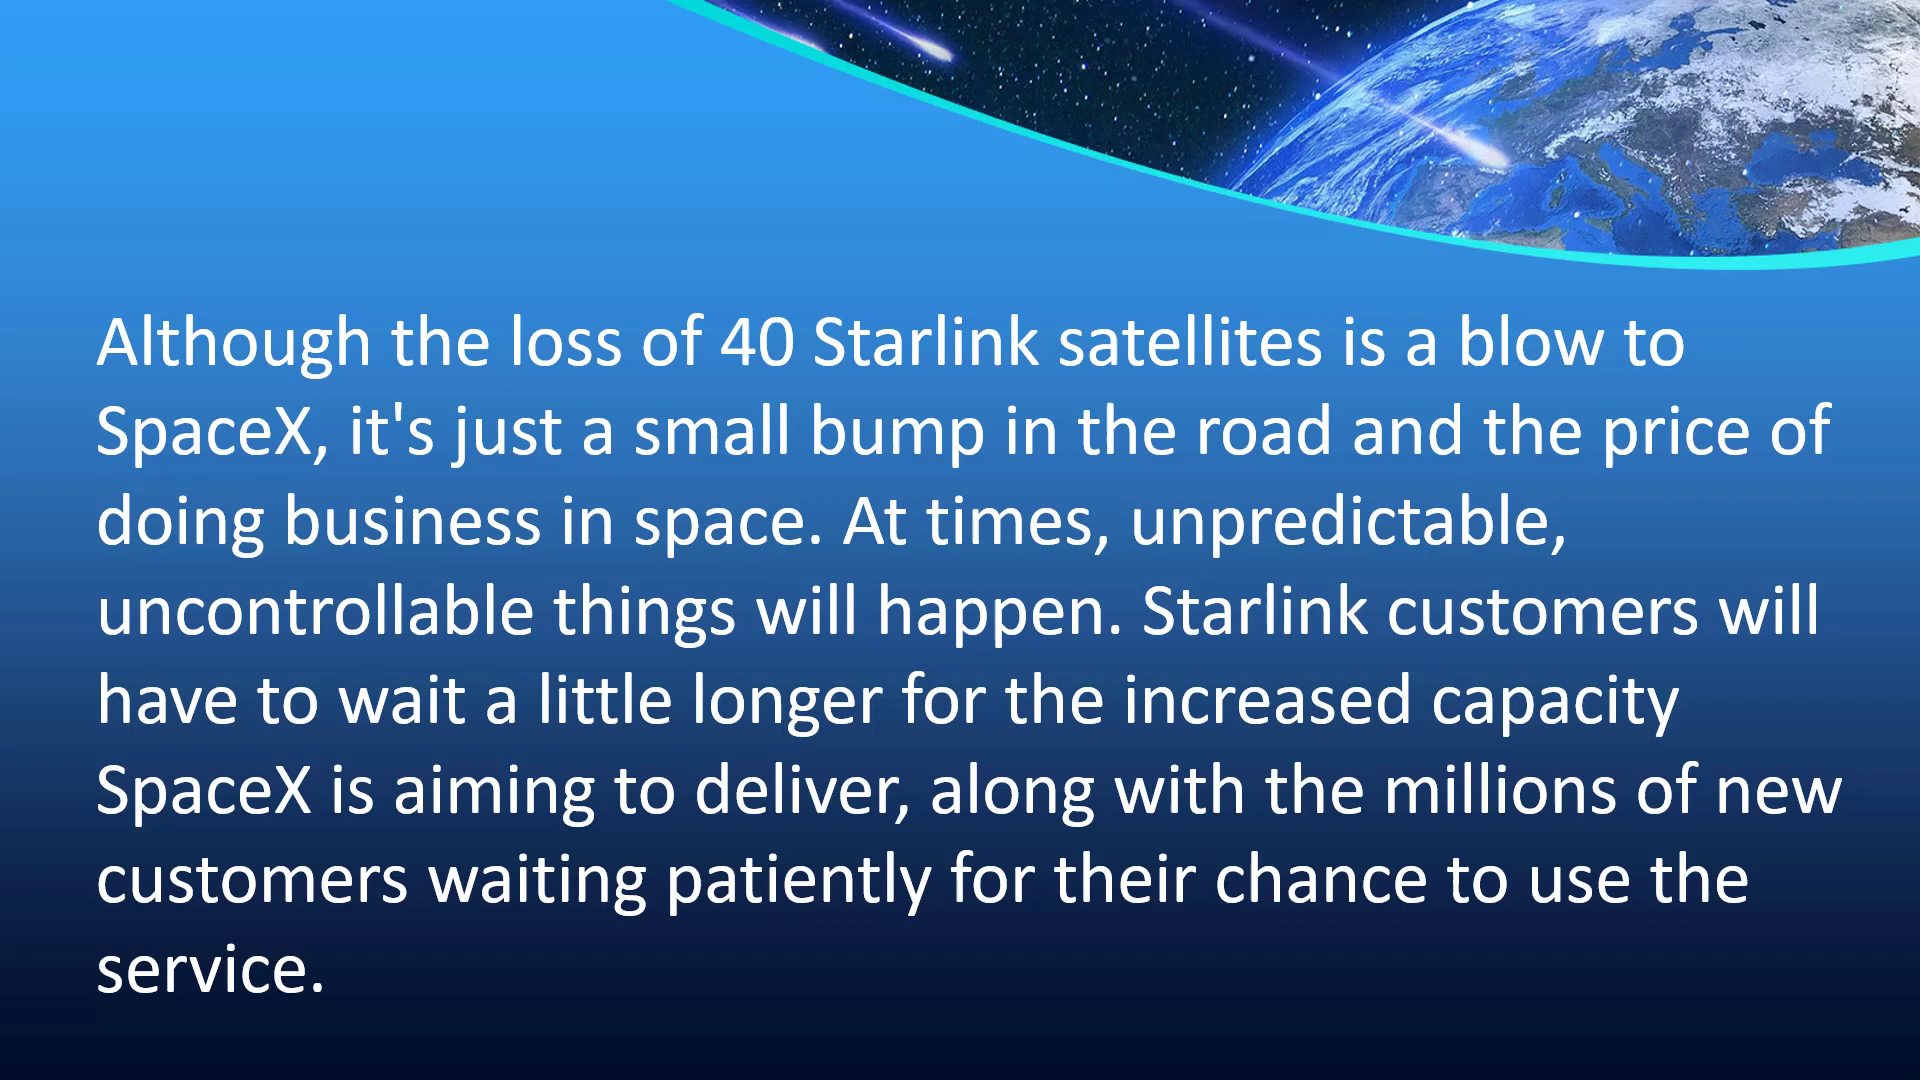 Although the loss of 40 Starlink satellites is a blow to
SpaceX, it's just a small bump in the road and the price of
doing business in space. At times, unpredictable,
uncontrollable things will happen. Starlink customers will
have to wait a little longer for the increased capacity
SpaceX is aiming to deliver, along with the millions of new
customers waiting patiently for their chance to use the
service.